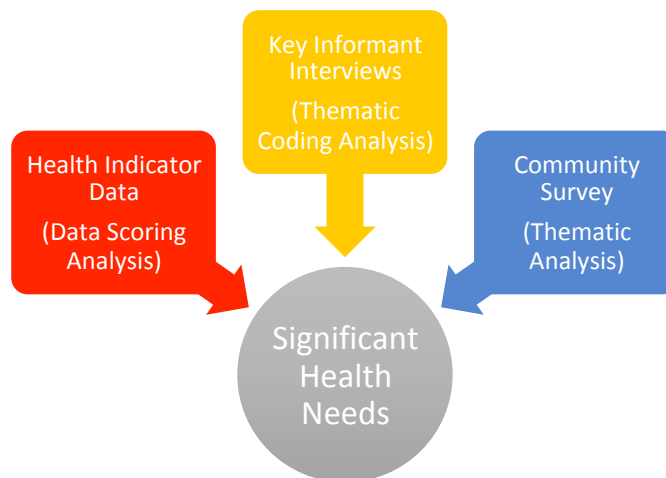 Key Informant
Interviews
(Thematic
Coding Analysis)
Health Indicator
Data
(Data Scoring
Analysis)
Community
Survey
(Thematic
Analysis)
Significant
Health
Needs